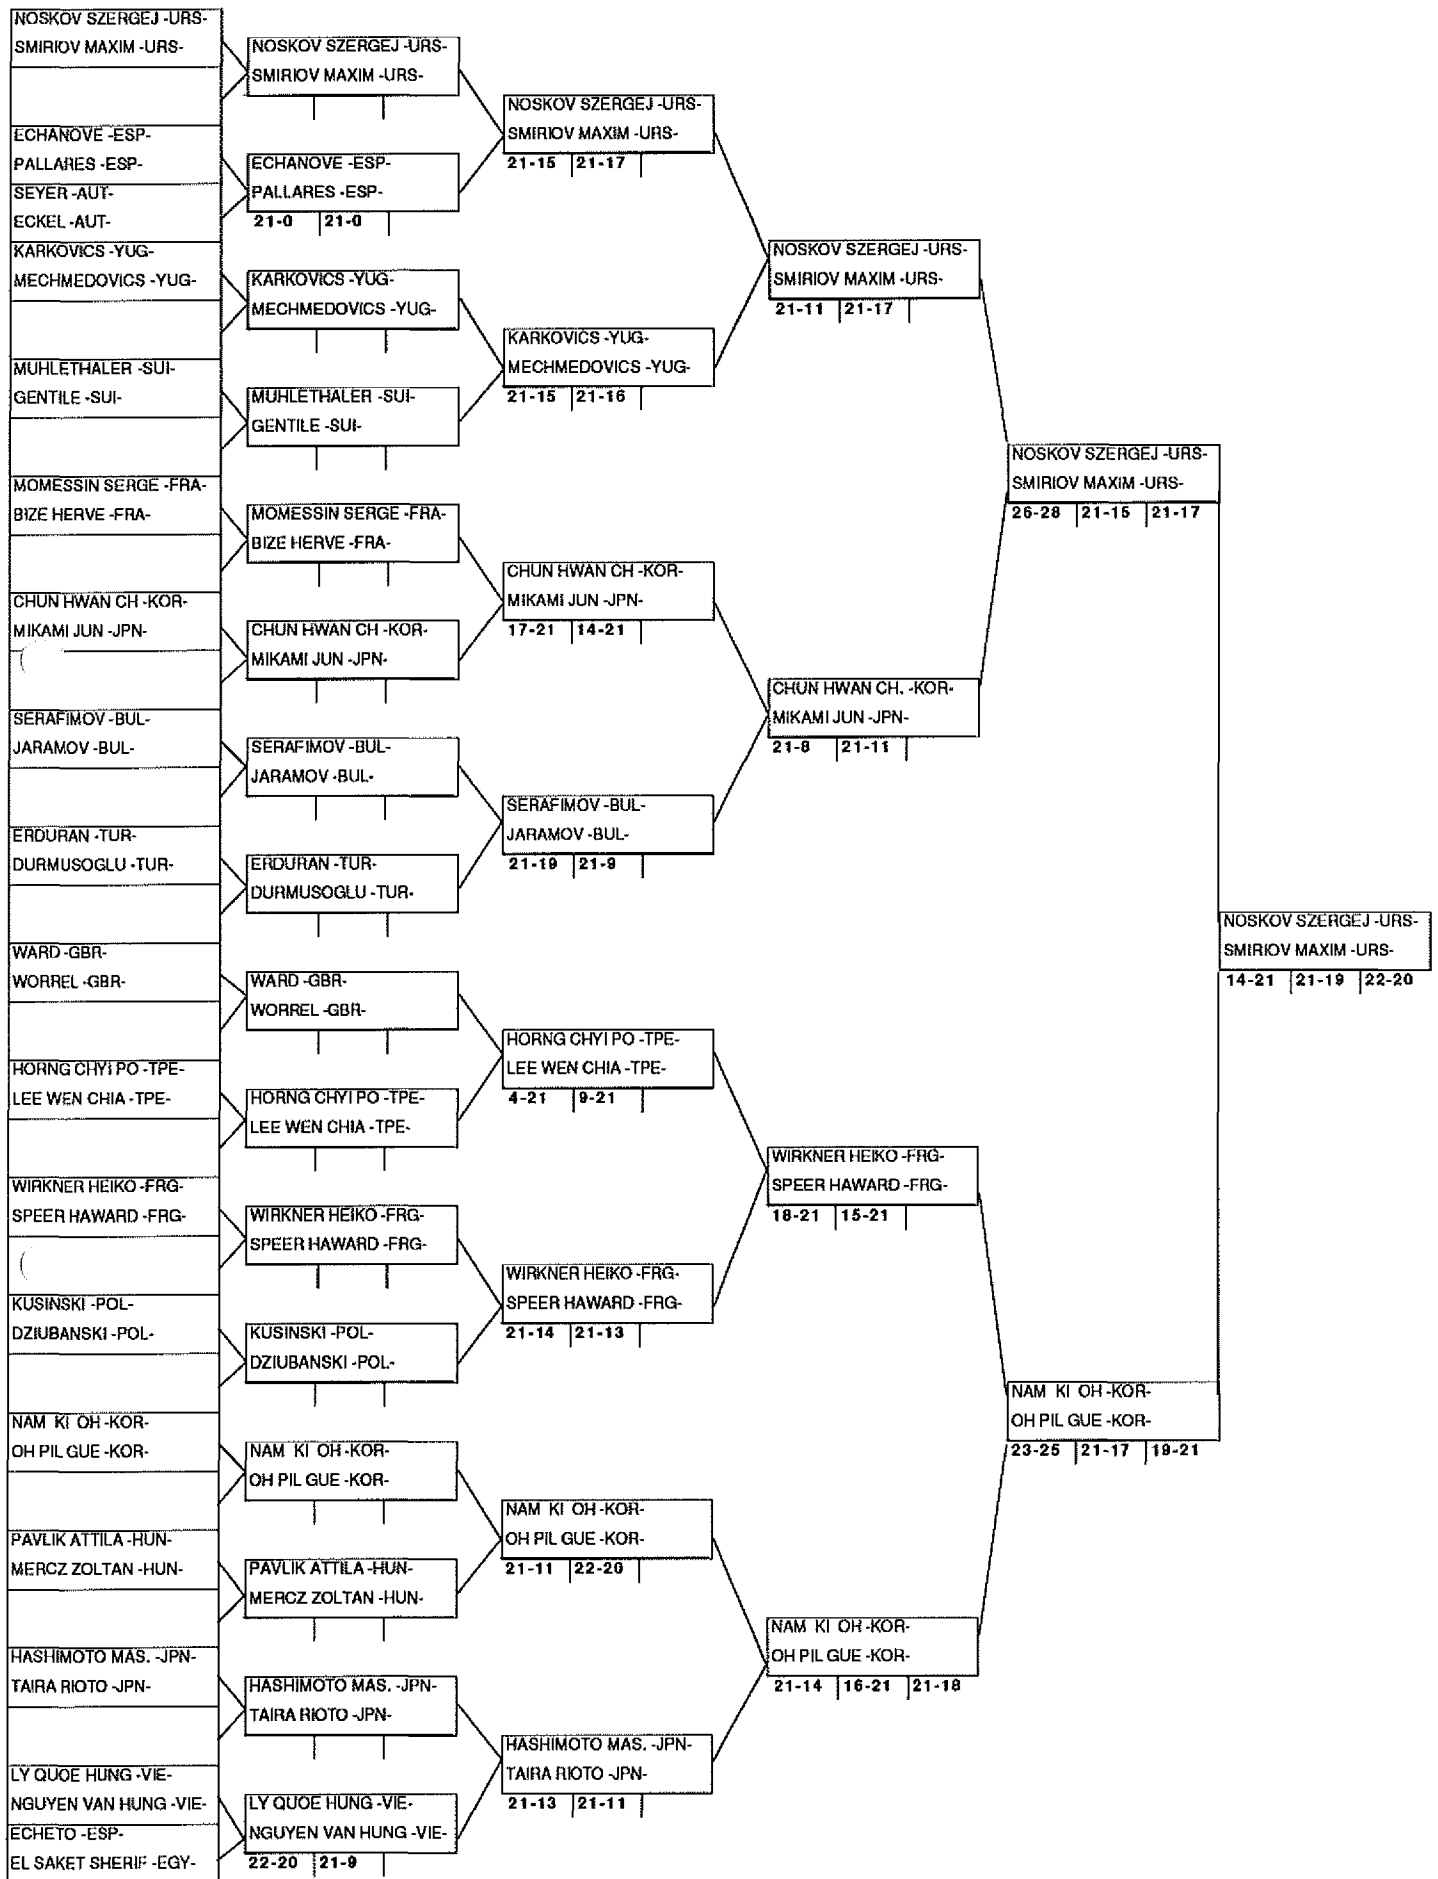 NOSKOV SZERGEJ -URS-
SMIRIOV MAXIM -URS-
ECHANOVE -ESP-
PALLARES -ESP-
SEYER -AUT-
ECKEL -AUT-
KARKOVICS -YUG-
MECHMEDOVICS -YUG-
MUHLETHALER -SUI-
GENTILE -SUI-
MOMESSIN SERGE -FRA-
BIZE HERVE -FRA-
CHUN HWAN CH -KOR-
MIKAMI JUN -JPN-
SERAFIMOV -BUL-
JARAMOV -BUL-
ERDURAN -TUR-
DURMUSOGLU -TUR-
WARD -GBR-
WORREL -GBR-
HORNG CHYI PO -TPE-
LEE WEN CHIA -TPE-
WIRKNER HEIKO -FRG-
SPEER HAWARD -FRG-
KUSINSKI -POL-
DZIUBANSKI -POL-
NAM KI OH -KOR-
OH PIL GUE -KOR-
PAVLIK ATTILA -HUN-
MERCZ ZOLTAN -HUN-
HASHIMOTO MAS. -JPN-
TAIRA RIOTO -JPN-
LY QUOE HUNG -VIE-
NGUYEN VAN HUNG -VIE-
ECHETO -ESP-
EL SAKET SHERIF -EGY-
NOSKOV SZERGEJ -URS-
SMIRIOV MAXIM -URS-
ECHANOVE -ESP-
PALLARES -ESP-
21-0 21-0
KARKOVICS -YUG-
MECHMEDOVICS -YUG-
MUHLETHALER -SUI-
GENTILE -SUI-
MOMESSIN SERGE -FRA-
BIZE HERVE -FRA-
CHUN HWAN CH -KOR-
MIKAMI JUN -JPN-
SERAFIMOV -BUL-
JARAMOV -BUL-
ERDURAN -TUR-
DURMUSOGLU -TUR-
WARD -GBR-
WORREL -GBR-
HORNG CHYI PO -TPE-
LEE WEN CHIA -TPE-
WIRKNER HEIKO -FRG-
SPEER HAWARD -FRG-
KUSINSKI -POL-
DZIUBANSKI -POL-
NAM KI OH -KOR-
OH PIL GUE -KOR-
PAVLIK ATTILA -HUN-
MERCZ ZOLTAN -HUN-
HASHIMOTO MAS. -JPN-
TAIRA RIOTO -JPN-
LY QUOE HUNG -VIE-
NGUYEN VAN HUNG -VIE-
22-20 21-9
NOSKOV SZERGEJ -URS-
SMIRIOV MAXIM -URS-
21-15 21-17
KARKOVICS -YUG-
MECHMEDOVICS -YUG-
21-15 21-16
CHUN HWAN CH -KOR-
MIKAMI JUN -JPN-
17-21 14-21
SERAFIMOV -BUL-
JARAMOV -BUL-
21-19 21-9
HORNG CHYI PO -TPE-
LEE WEN CHIA -TPE-
4-21 9-21
WIRKNER HEIKO -FRG-
SPEER HAWARD -FRG-
21-14 21-13
NAM KI OH -KOR-
OH PIL GUE -KOR-
21-11 22-20
HASHIMOTO MAS. -JPN-
TAIRA RIOTO -JPN-
21-13 21-11
NOSKOV SZERGEJ -URS-
SMIRIOV MAXIM -URS-
21-11 21-17
CHUN HWAN CH. -KOR-
MIKAMI JUN -JPN-
21-8 21-11
WIRKNER HEIKO -FRG-
SPEER HAWARD -FRG-
18-21 15-21
NAM KI OH -KOR-
OH PIL GUE -KOR-
21-14 16-21 21-18
NOSKOV SZERGEJ -URS-
SMIRIOV MAXIM -URS-
26-28 21-15 21-17
NAM KI OH -KOR-
OH PIL GUE -KOR-
23-25 21-17 19-21
NOSKOV SZERGEJ -URS-
SMIRIOV MAXIM -URS-
14-21 21-19 22-20